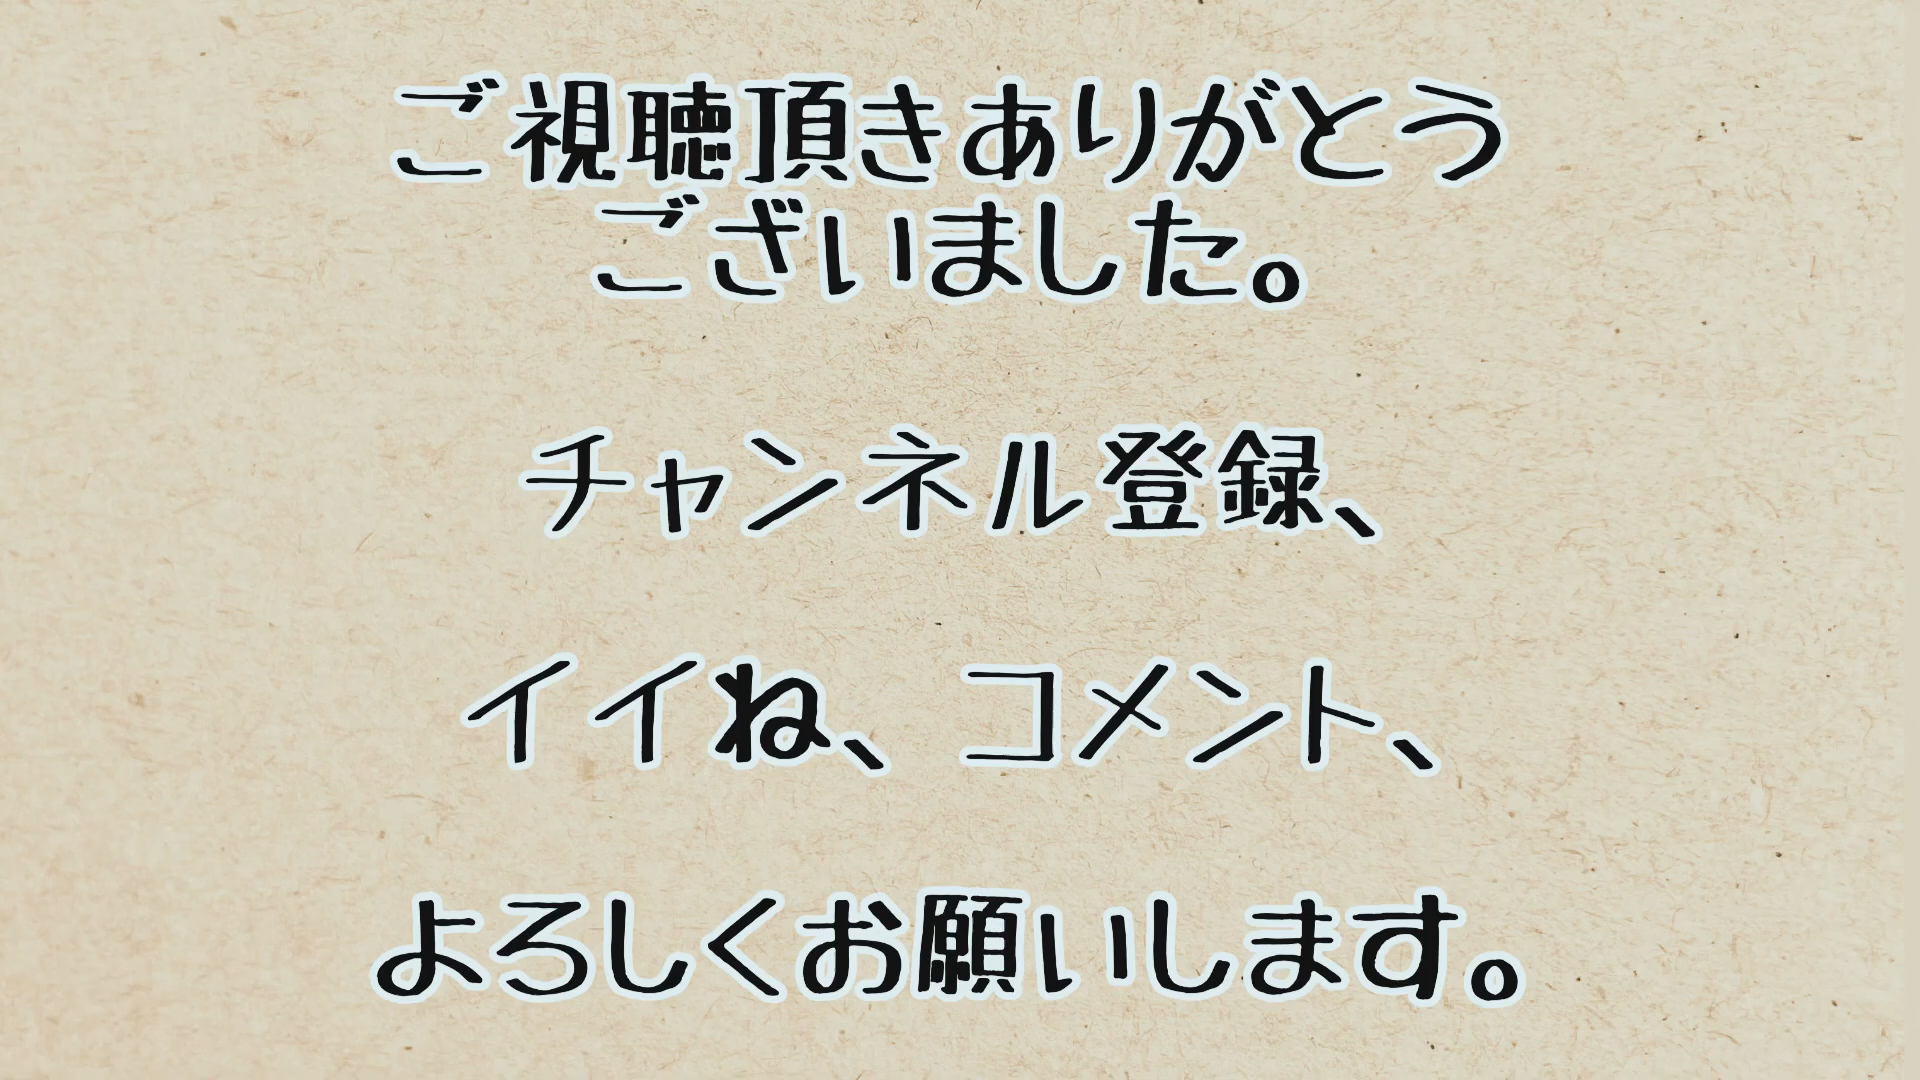 ご視聴頂きありがとう
ございました。
チャンネル登録、
イイね、コメント、
よろしくお願いします。